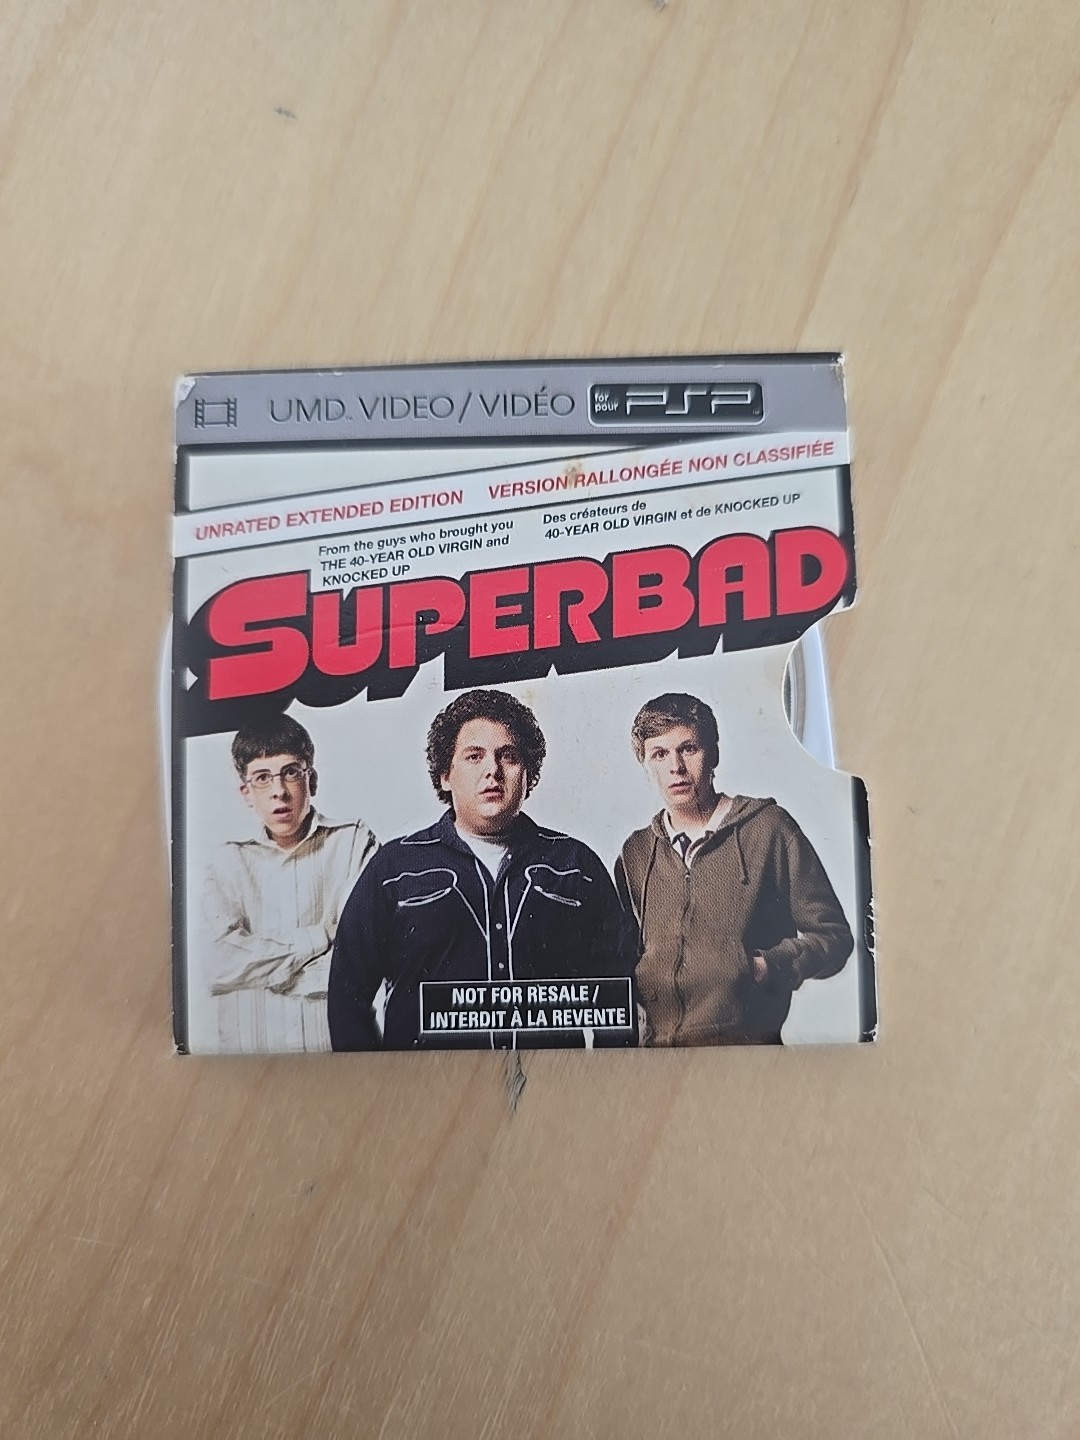 UMD™ VIDEO/VIDÉO for pour PSP™
UNRATED EXTENDED EDITION VERSION RALLONGÉE NON CLASSIFIÉE
From the guys who brought you
THE 40-YEAR OLD VIRGIN and
KNOCKED UP
Des créateurs de
40-YEAR OLD VIRGIN et de KNOCKED UP
SUPERBAD
NOT FOR RESALE /
INTERDIT À LA REVENTE